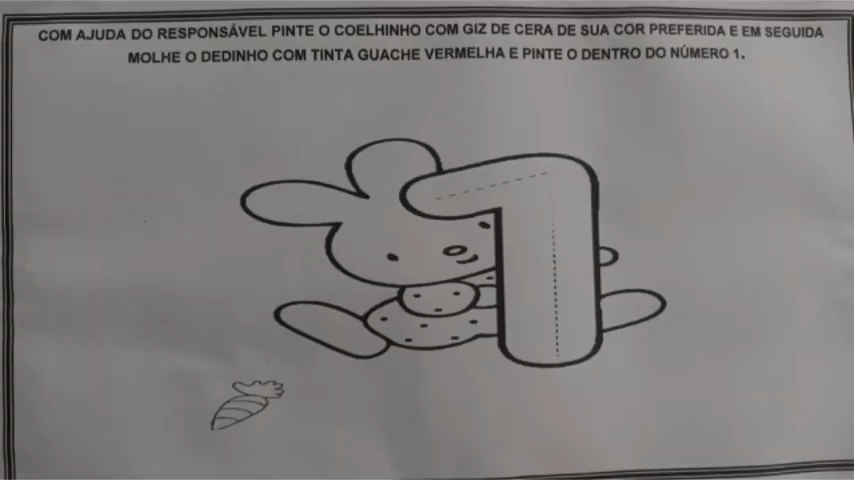 COM AJUDA DO RESPONSÁVEL PINTE O COELHINHO COM GIZ DE CERA DE SUA COR PREFERIDA E EM SEGUIDA
MOLHE O DEDINHO COM TINTA GUACHE VERMELHA E PINTE O DENTRO DO NÚMERO 1.
1